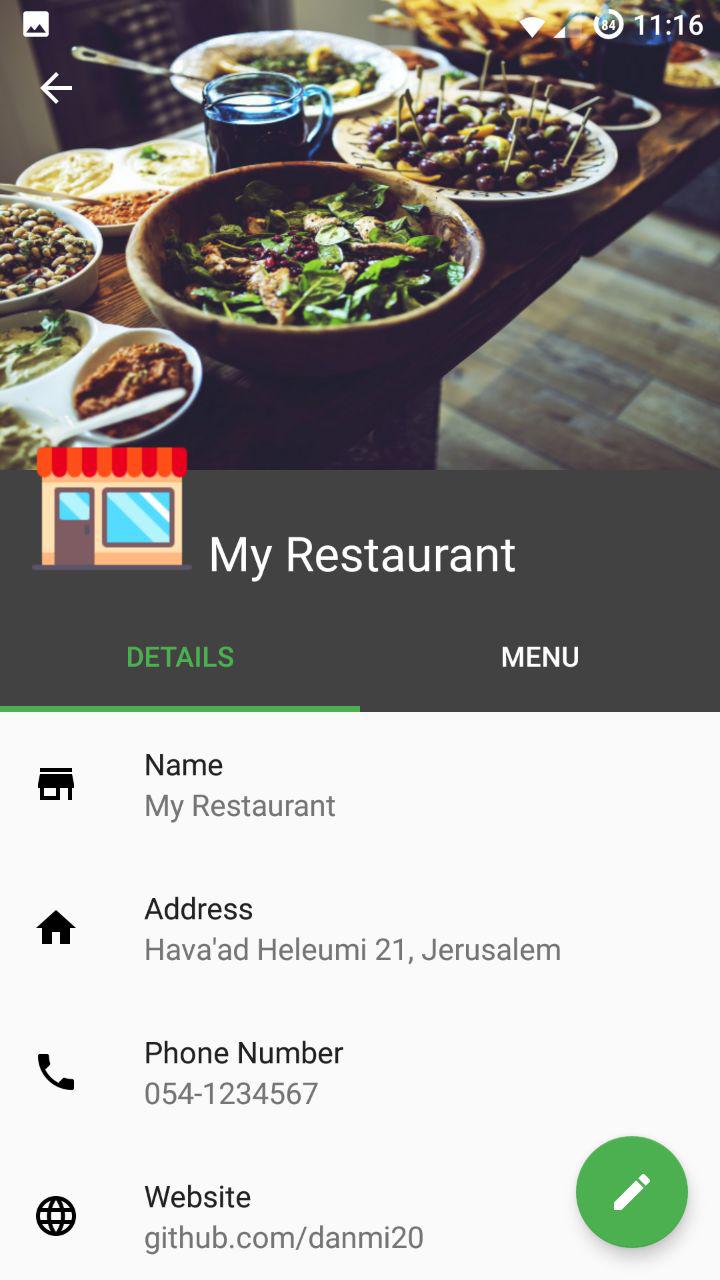 84 11:16
My Restaurant
DETAILS MENU
Name
My Restaurant
Address
Hava'ad Heleumi 21, Jerusalem
Phone Number
054-1234567
Website
github.com/danmi20